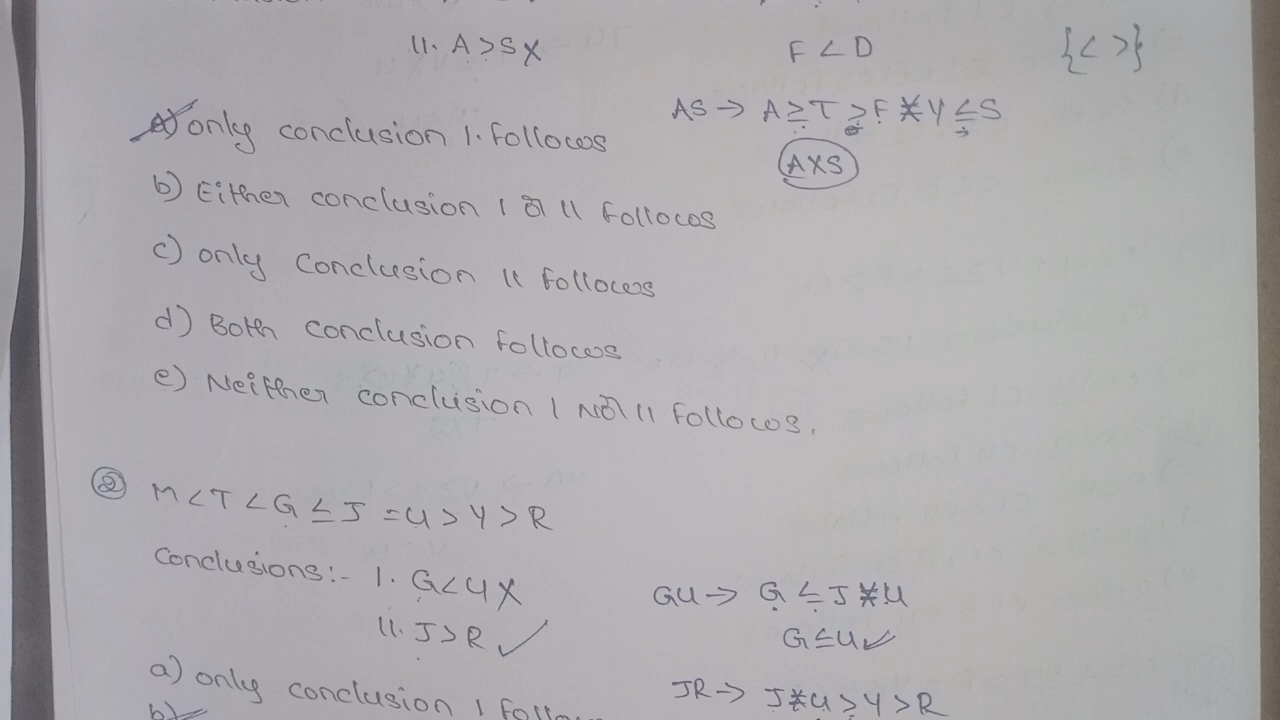 II. A > S X
F < D
{< >}
AS → A ≥ T ≥ F = Y ≤ S
AXS
a) only conclusion I. follows
b) Either conclusion I or II follows
c) only conclusion II follows
d) Both conclusion follows
e) Neither conclusion I nor II follows.
② M < T < G ≤ J = U > Y > R
Conclusions:- I. G < U X
II. J > R ✓
GU → G ≤ J = U
G ≤ U ✓
a) only conclusion I
JR → J = U > Y > R
b)